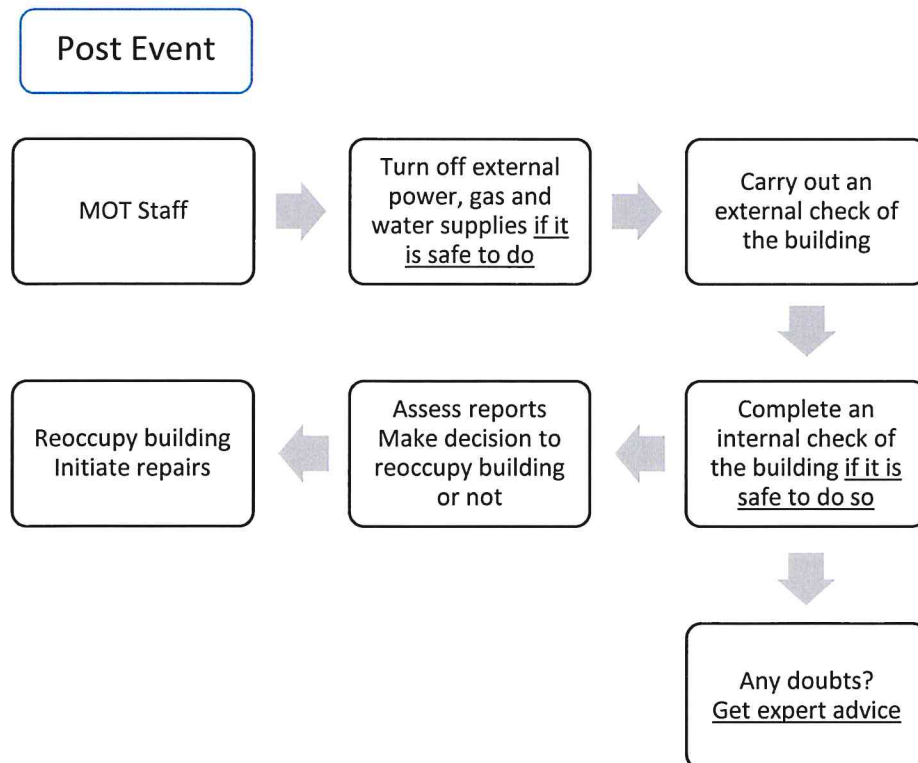 Post Event
MOT Staff
Turn off external
power, gas and
water supplies if it
is safe to do
Carry out an
external check of
the building
Complete an
internal check of
the building if it is
safe to do so
Assess reports
Make decision to
reoccupy building
or not
Reoccupy building
Initiate repairs
Any doubts?
Get expert advice